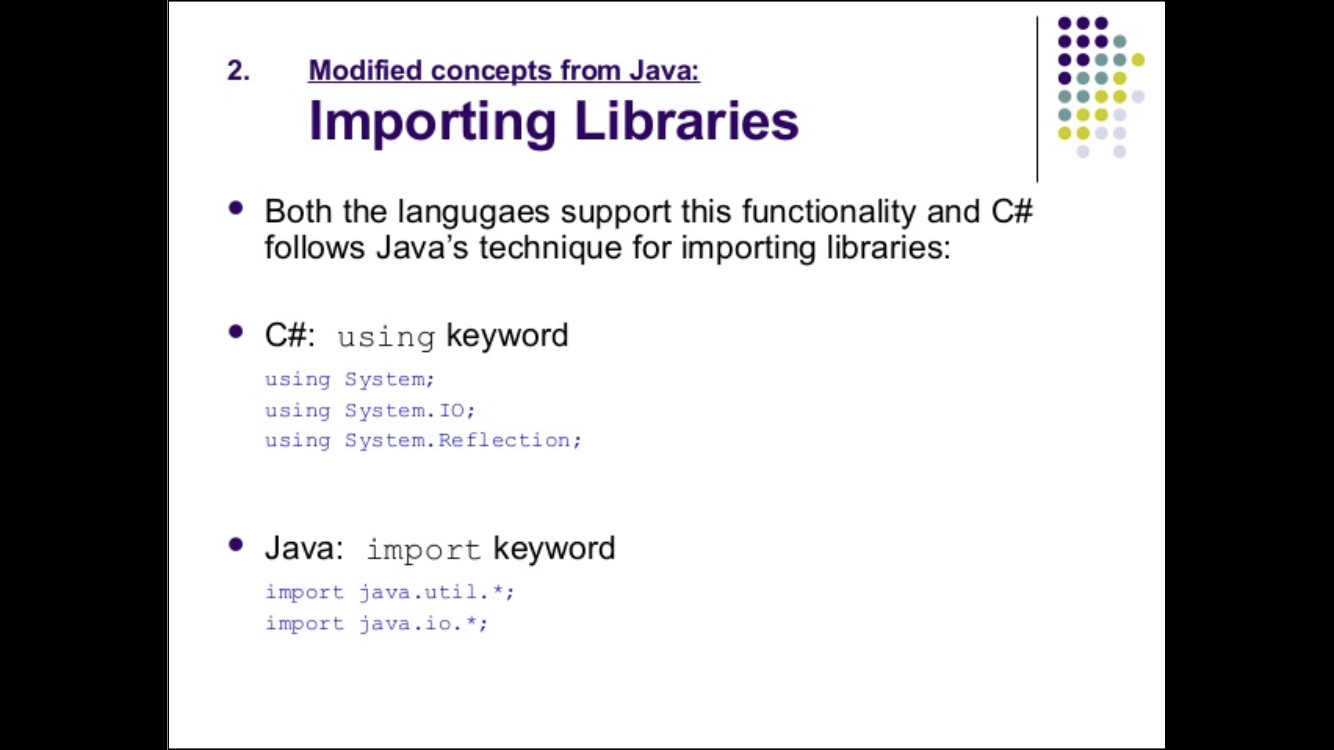 2. Modified concepts from Java:
Importing Libraries
Both the langugaes support this functionality and C#
follows Java’s technique for importing libraries:
C#: using keyword
using System;
using System.IO;
using System.Reflection;
Java: import keyword
import java.util.*;
import java.io.*;